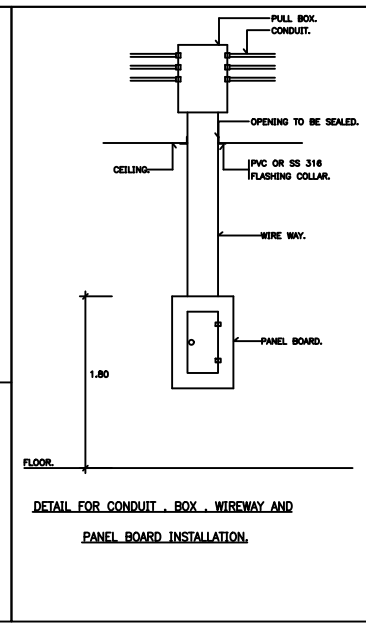 PULL BOX.
CONDUIT.
OPENING TO BE SEALED.
CEILING.
PVC OR SS 316
FLASHING COLLAR.
WIRE WAY.
PANEL BOARD.
1.80
FLOOR.
DETAIL FOR CONDUIT . BOX . WIREWAY AND
PANEL BOARD INSTALLATION.